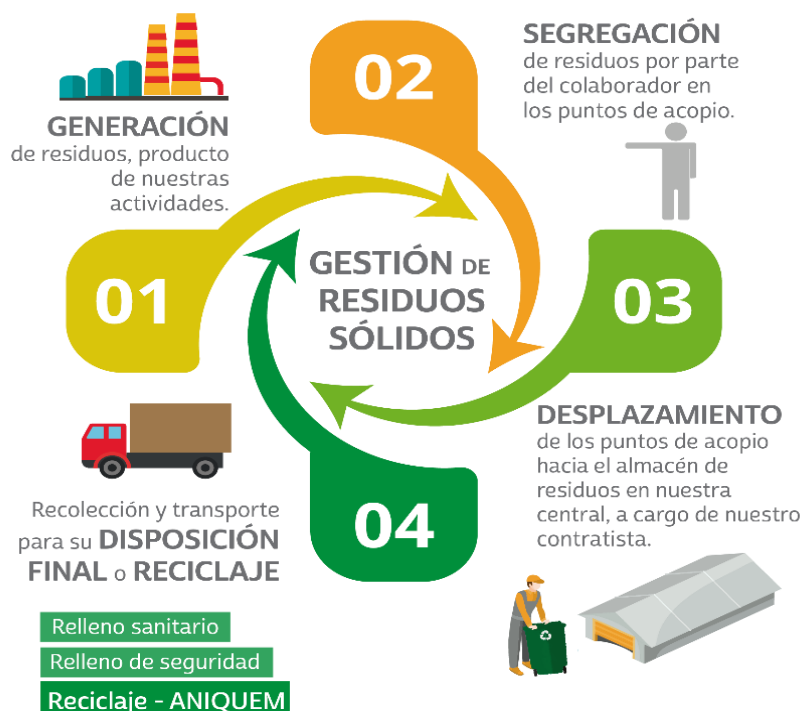 GENERACIÓN
de residuos, producto
de nuestras
actividades.
01
02
SEGREGACIÓN
de residuos por parte
del colaborador en
los puntos de acopio.
GESTIÓN DE
RESIDUOS
SÓLIDOS
03
DESPLAZAMIENTO
de los puntos de acopio
hacia el almacén de
residuos en nuestra
central, a cargo de nuestro
contratista.
04
Recolección y transporte
para su DISPOSICIÓN
FINAL o RECICLAJE
Relleno sanitario
Relleno de seguridad
Reciclaje - ANIQUEM